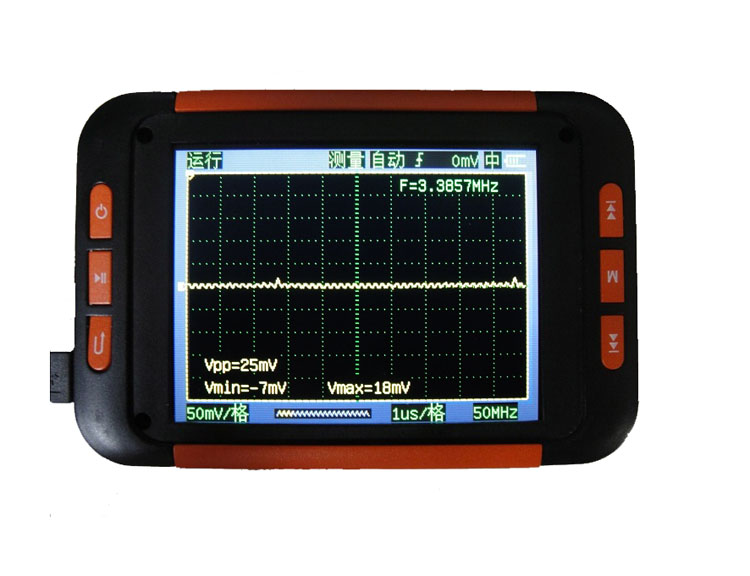 运行 测量 自动 0mV 中
F=3.3857MHz
Vpp=25mV
Vmin=-7mV Vmax=18mV
50mV/格 1us/格 50MHz
M